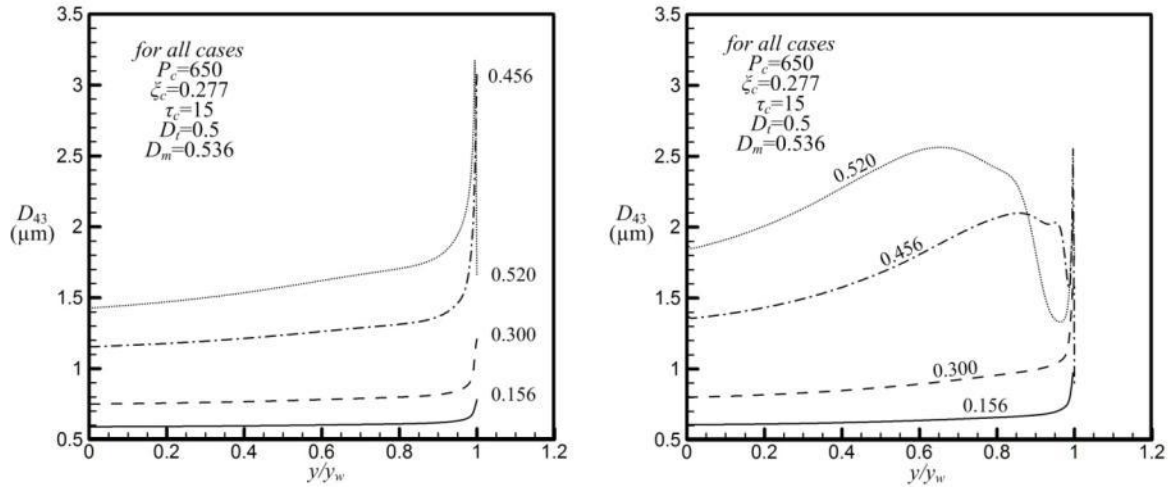 3.5
3
2.5
2
1.5
1
0.5
D₄₃
(μm)
for all cases
P_c=650
ξ_c=0.277
τ_c=15
D_t=0.5
D_m=0.536
0.456
0.520
0.300
0.156
0 0.2 0.4 0.6 0.8 1 1.2
y/y_w
3.5
3
2.5
2
1.5
1
0.5
D₄₃
(μm)
for all cases
P_c=650
ξ_c=0.277
τ_c=15
D_t=0.5
D_m=0.536
0.520
0.456
0.300
0.156
0 0.2 0.4 0.6 0.8 1 1.2
y/y_w